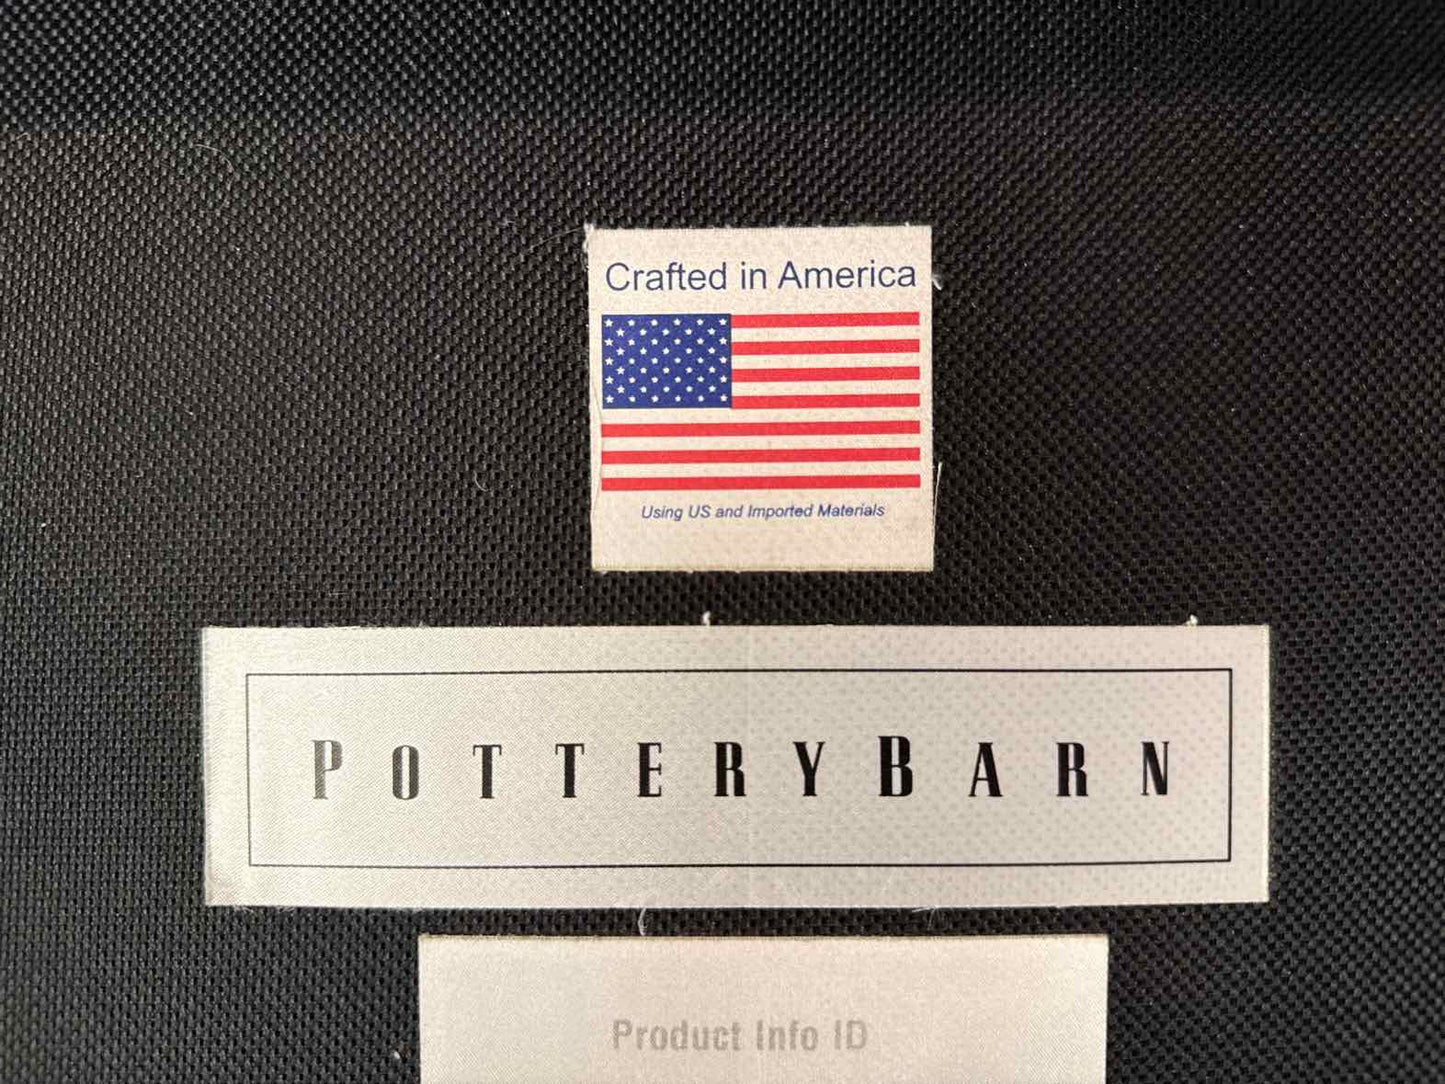 Crafted in America
Using US and Imported Materials
POTTERYBARN
Product Info ID